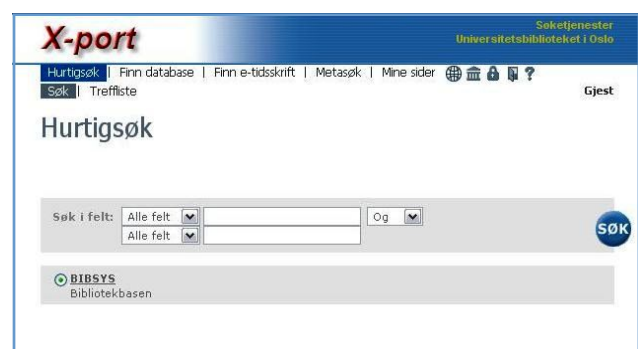 X-port
Søketjenester
Universitetsbiblioteket i Oslo
Hurtigsøk | Finn database | Finn e-tidsskrift | Metasøk | Mine sider ?
Søk | Treffliste
Gjest
Hurtigsøk
Søk i felt: Alle felt Og
Alle felt
SØK
BIBSYS
Bibliotekbasen